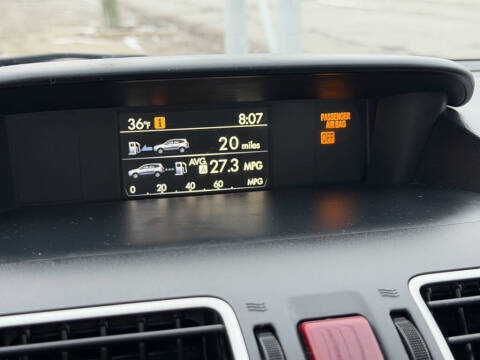 36°F i 8:07
PASSENGER
AIR BAG
OFF
20 miles
AVG. A 27.3 MPG
0 20 40 60 MPG